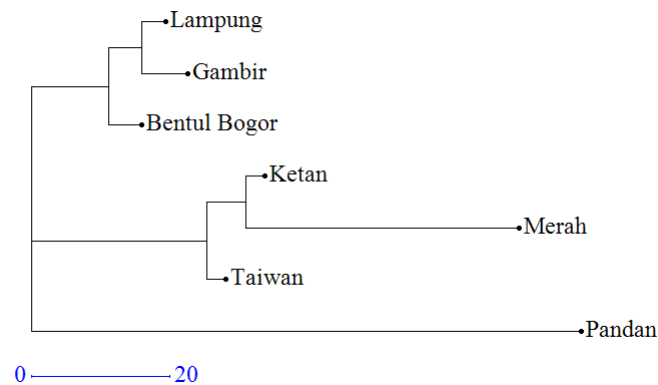 Lampung
Gambir
Bentul Bogor
Ketan
Merah
Taiwan
Pandan
0 20